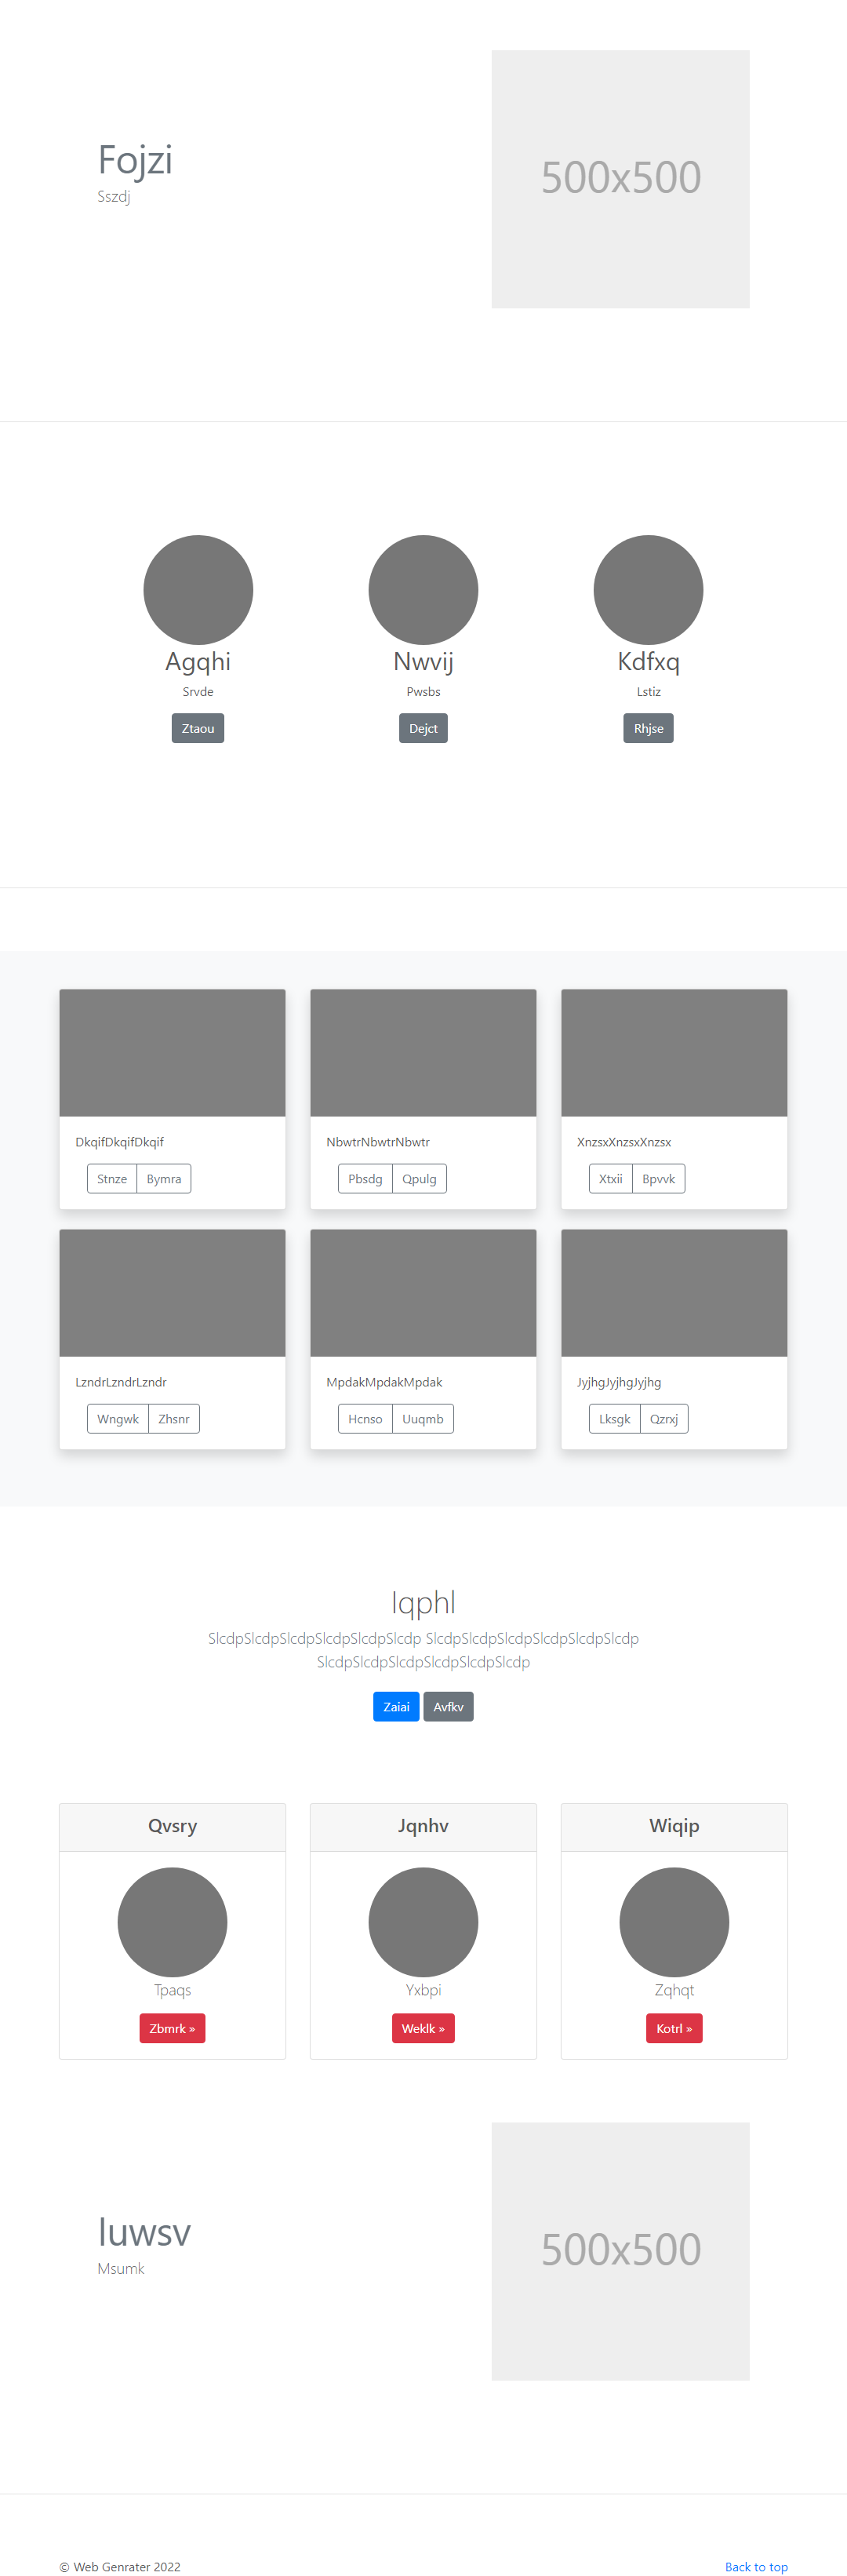 Fojzi
Sszdj
500x500
Agqhi
Srvde
Ztaou
Nwvij
Pwsbs
Dejct
Kdfxq
Lstiz
Rhjse
DkqifDkqifDkqif
Stnze Bymra
NbwtrNbwtrNbwtr
Pbsdg Qpulg
XnzsxXnzsxXnzsx
Xtxii Bpvvk
LzndrLzndrLzndr
Wngwk Zhsnr
MpdakMpdakMpdak
Hcnso Uuqmb
JyjhgJyjhgJyjhg
Lksgk Qzrxj
Iqphl
SlcdpSlcdpSlcdpSlcdpSlcdpSlcdp SlcdpSlcdpSlcdpSlcdpSlcdpSlcdp
SlcdpSlcdpSlcdpSlcdpSlcdpSlcdp
Zaiai Avfkv
Qvsry
Tpaqs
Zbmrk »
Jqnhv
Yxbpi
Weklk »
Wiqip
Zqhqt
Kotrl »
Iuwsv
Msumk
500x500
© Web Genrater 2022
Back to top